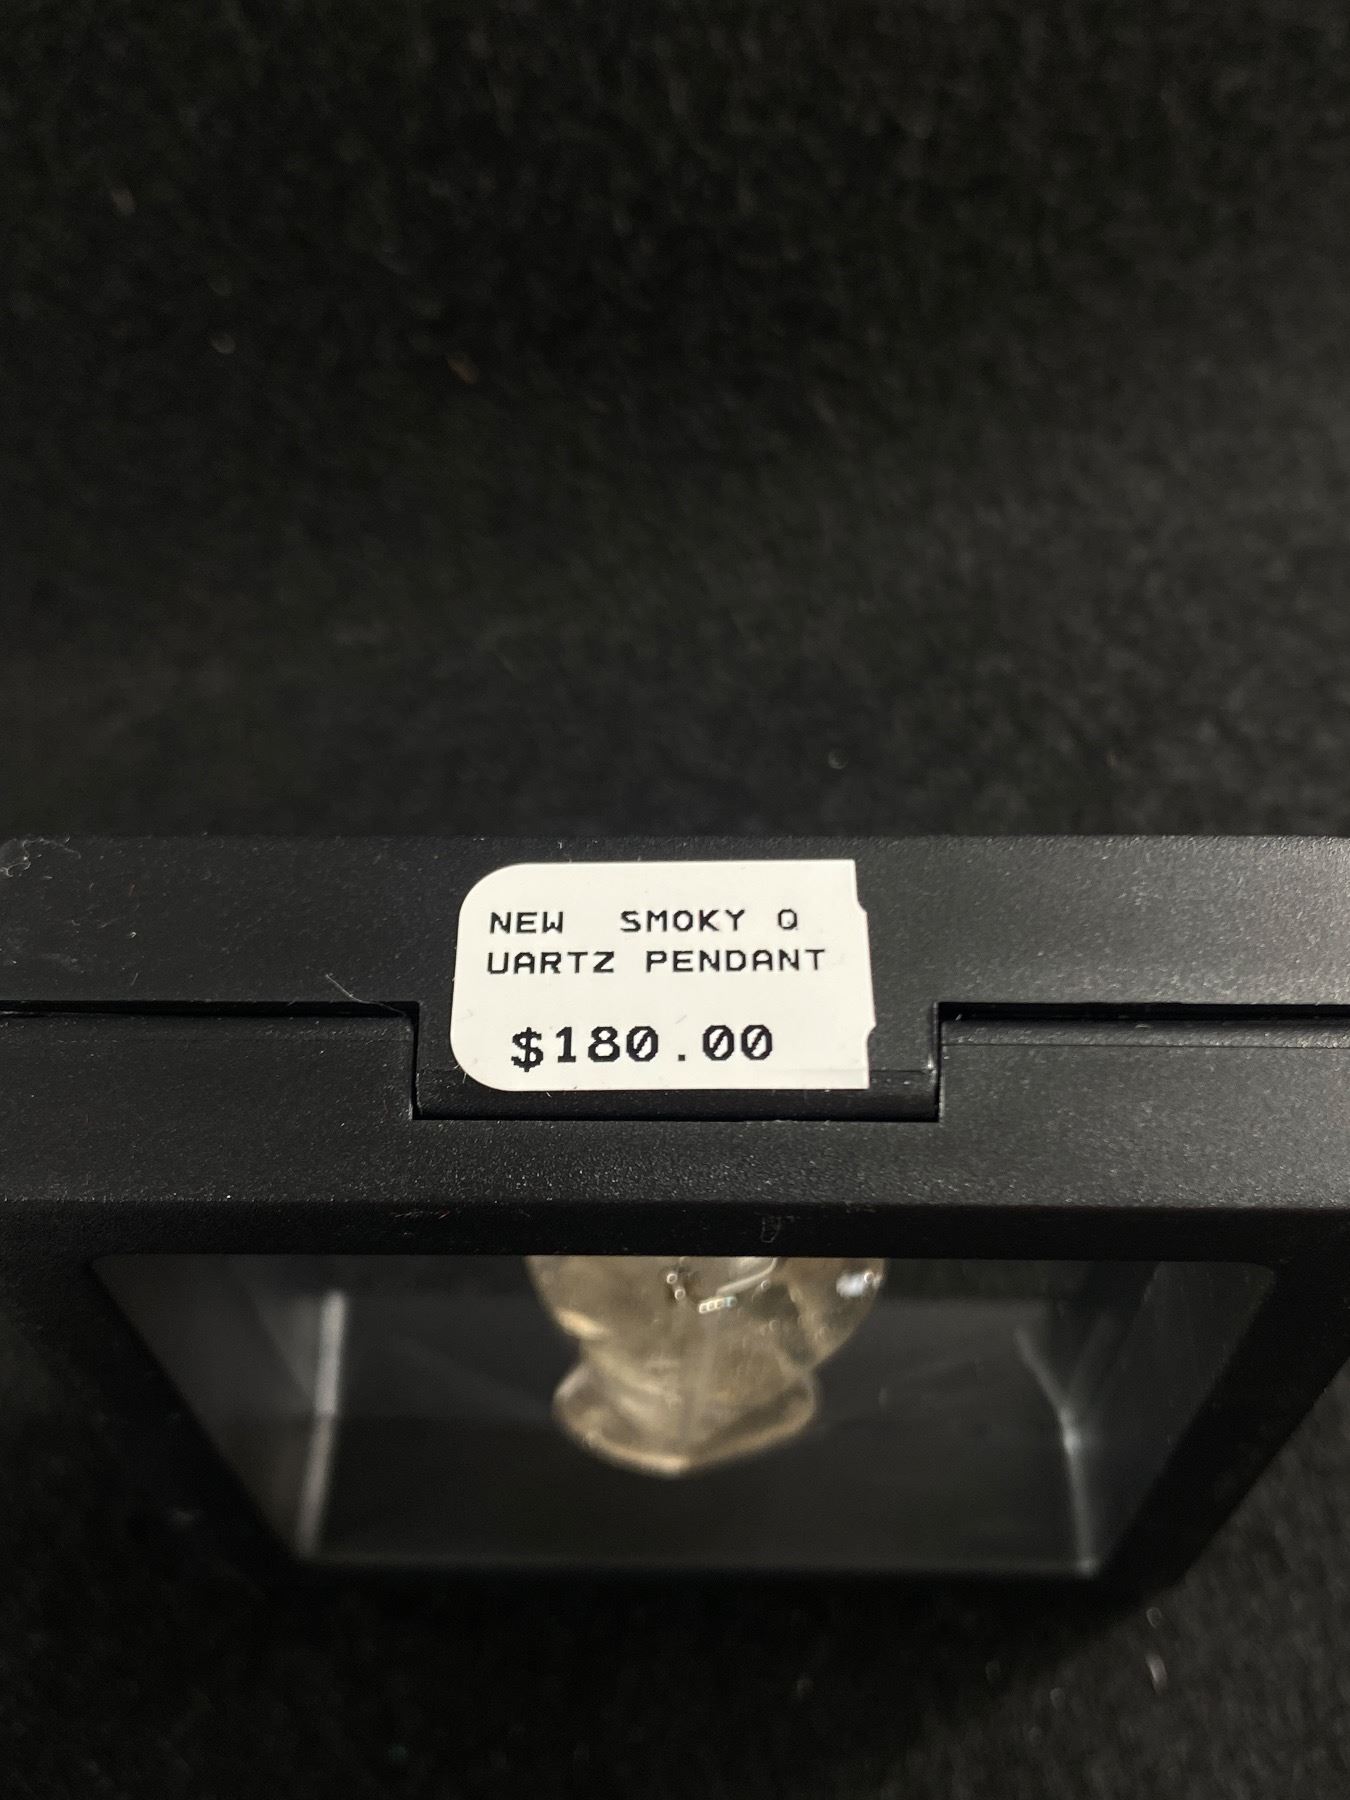 NEW  SMOKY Q
UARTZ PENDANT
$180.00